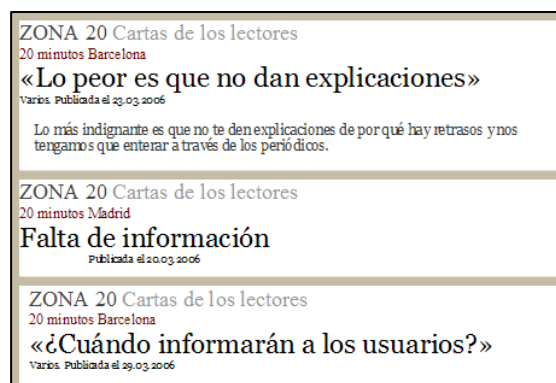 ZONA 20 Cartas de los lectores
20 minutos Barcelona
«Lo peor es que no dan explicaciones»
Varios. Publicada el 23.03.2006
Lo más indignante es que no te den explicaciones de por qué hay retrasos y nos
tengamos que enterar a través de los periódicos.
ZONA 20 Cartas de los lectores
20 minutos Madrid
Falta de información
Publicada el 20.03.2006
ZONA 20 Cartas de los lectores
20 minutos Barcelona
«¿Cuándo informarán a los usuarios?»
Varios. Publicada el 29.03.2006